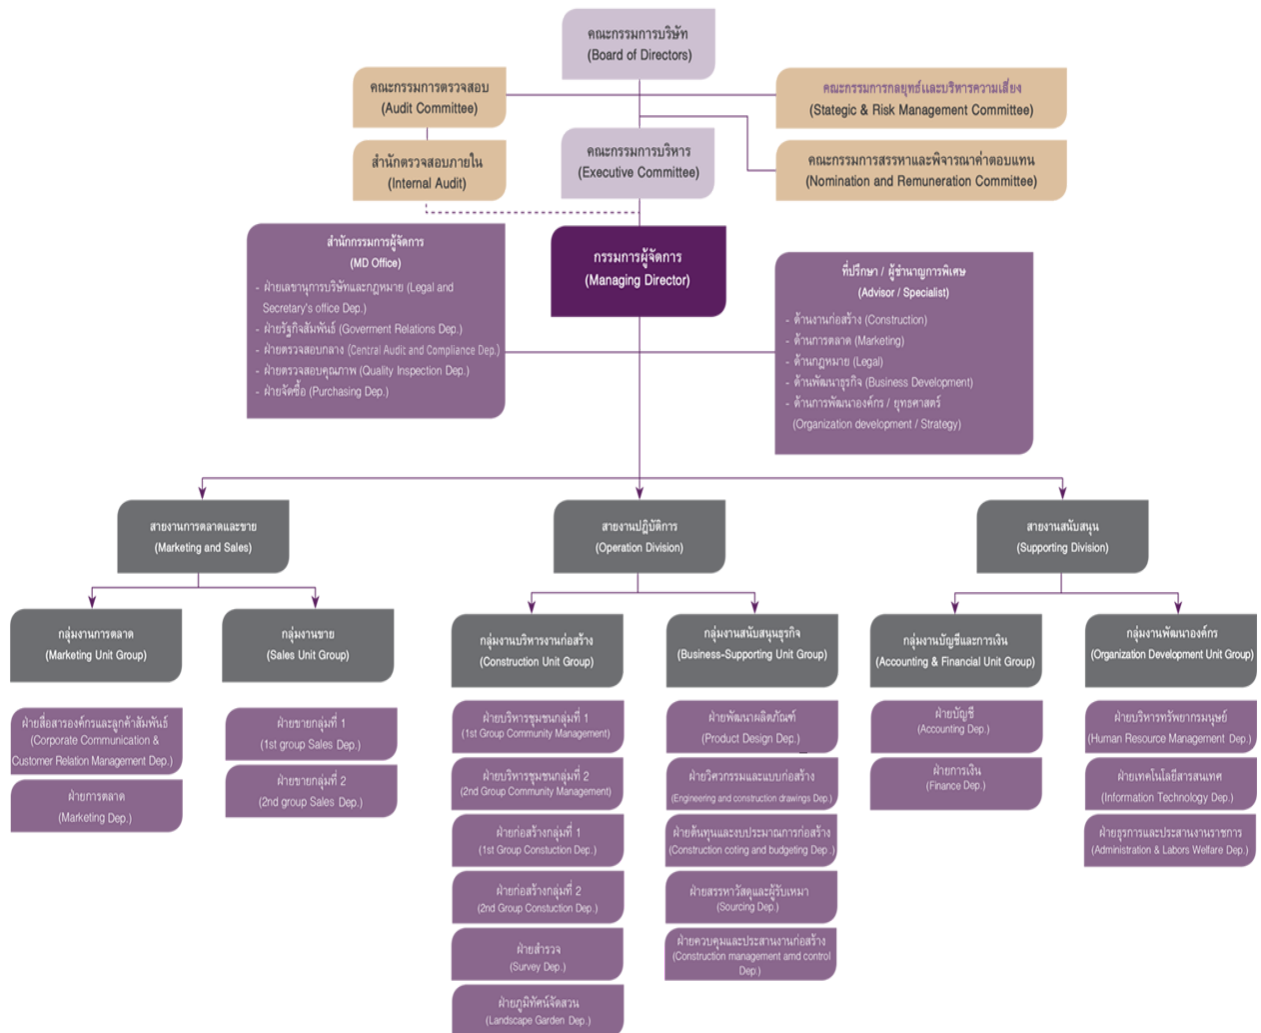 คณะกรรมการบริษัท
(Board of Directors)
คณะกรรมการตรวจสอบ
(Audit Committee)
คณะกรรมการกลยุทธ์และบริหารความเสี่ยง
(Stategic & Risk Management Committee)
สำนักตรวจสอบภายใน
(Internal Audit)
คณะกรรมการบริหาร
(Executive Committee)
คณะกรรมการสรรหาและพิจารณาค่าตอบแทน
(Nomination and Remuneration Committee)
สำนักกรรมการผู้จัดการ
(MD Office)
- ฝ่ายเลขานุการบริษัทและกฎหมาย (Legal and
Secretary's office Dep.)
- ฝ่ายรัฐกิจสัมพันธ์ (Goverment Relations Dep.)
- ฝ่ายตรวจสอบกลาง (Central Audit and Compliance Dep.)
- ฝ่ายตรวจสอบคุณภาพ (Quality Inspection Dep.)
- ฝ่ายจัดซื้อ (Purchasing Dep.)
กรรมการผู้จัดการ
(Managing Director)
ที่ปรึกษา / ผู้ชำนาญการพิเศษ
(Advisor / Specialist)
- ด้านงานก่อสร้าง (Construction)
- ด้านการตลาด (Marketing)
- ด้านกฎหมาย (Legal)
- ด้านพัฒนาธุรกิจ (Business Development)
- ด้านการพัฒนาองค์กร / ยุทธศาสตร์
(Organization development / Strategy)
สายงานการตลาดและขาย
(Marketing and Sales)
สายงานปฏิบัติการ
(Operation Division)
สายงานสนับสนุน
(Supporting Division)
กลุ่มงานการตลาด
(Marketing Unit Group)
กลุ่มงานขาย
(Sales Unit Group)
กลุ่มงานบริหารงานก่อสร้าง
(Construction Unit Group)
กลุ่มงานสนับสนุนธุรกิจ
(Business-Supporting Unit Group)
กลุ่มงานบัญชีและการเงิน
(Accounting & Financial Unit Group)
กลุ่มงานพัฒนาองค์กร
(Organization Development Unit Group)
ฝ่ายสื่อสารองค์กรและลูกค้าสัมพันธ์
(Corporate Communication &
Customer Relation Management Dep.)
ฝ่ายการตลาด
(Marketing Dep.)
ฝ่ายขายกลุ่มที่ 1
(1st group Sales Dep.)
ฝ่ายขายกลุ่มที่ 2
(2nd group Sales Dep.)
ฝ่ายบริหารชุมชนกลุ่มที่ 1
(1st Group Community Management)
ฝ่ายบริหารชุมชนกลุ่มที่ 2
(2nd Group Community Management)
ฝ่ายก่อสร้างกลุ่มที่ 1
(1st Group Constuction Dep.)
ฝ่ายก่อสร้างกลุ่มที่ 2
(2nd Group Constuction Dep.)
ฝ่ายสำรวจ
(Survey Dep.)
ฝ่ายภูมิทัศน์จัดสวน
(Landscape Garden Dep.)
ฝ่ายพัฒนาผลิตภัณฑ์
(Product Design Dep.)
ฝ่ายวิศวกรรมและแบบก่อสร้าง
(Engineering and construction drawings Dep.)
ฝ่ายต้นทุนและงบประมาณการก่อสร้าง
(Construction coting and budgeting Dep.)
ฝ่ายสรรหาวัสดุและผู้รับเหมา
(Sourcing Dep.)
ฝ่ายควบคุมและประสานงานก่อสร้าง
(Construction management amd control
Dep.)
ฝ่ายบัญชี
(Accounting Dep.)
ฝ่ายการเงิน
(Finance Dep.)
ฝ่ายบริหารทรัพยากรมนุษย์
(Human Resource Management Dep.)
ฝ่ายเทคโนโลยีสารสนเทศ
(Information Technology Dep.)
ฝ่ายธุรการและประสานงานราชการ
(Administration & Labors Welfare Dep.)